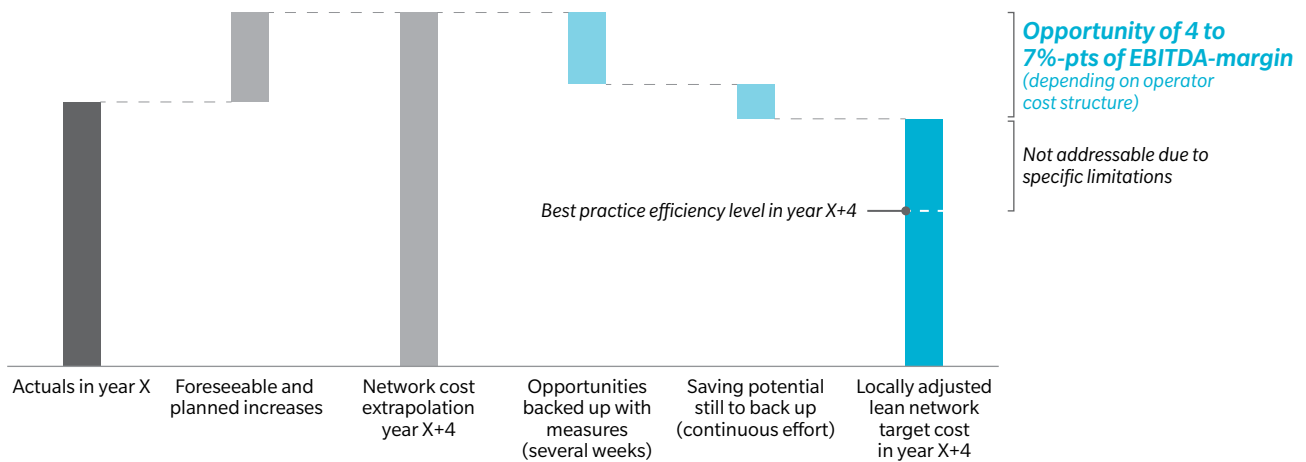 Opportunity of 4 to
7%-pts of EBITDA-margin
(depending on operator
cost structure)
Not addressable due to
specific limitations
Best practice efficiency level in year X+4
Actuals in year X
Foreseeable and
planned increases
Network cost
extrapolation
year X+4
Opportunities
backed up with
measures
(several weeks)
Saving potential
still to back up
(continuous effort)
Locally adjusted
lean network
target cost
in year X+4